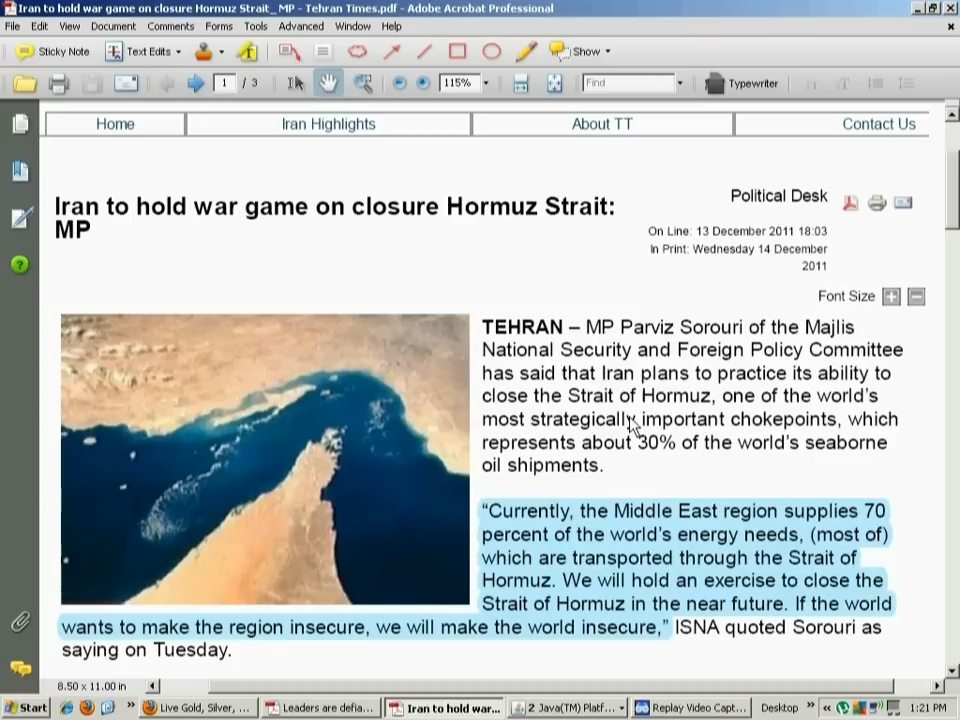 Iran to hold war game on closure Hormuz Strait_ MP - Tehran Times.pdf - Adobe Acrobat Professional
File Edit View Document Comments Forms Tools Advanced Window Help
Sticky Note Text Edits Show
1 / 3 115% Find Typewriter
Home Iran Highlights About TT Contact Us
Iran to hold war game on closure Hormuz Strait:
MP
Political Desk
On Line: 13 December 2011 18:03
In Print: Wednesday 14 December
2011
Font Size
TEHRAN – MP Parviz Sorouri of the Majlis
National Security and Foreign Policy Committee
has said that Iran plans to practice its ability to
close the Strait of Hormuz, one of the world's
most strategically important chokepoints, which
represents about 30% of the world's seaborne
oil shipments.
“Currently, the Middle East region supplies 70
percent of the world's energy needs, (most of)
which are transported through the Strait of
Hormuz. We will hold an exercise to close the
Strait of Hormuz in the near future. If the world
wants to make the region insecure, we will make the world insecure,” ISNA quoted Sorouri as
saying on Tuesday.
8.50 x 11.00 in
Start » Live Gold, Silver, ... Leaders are defia... Iran to hold war... 2 Java(TM) Platf... Replay Video Capt... Desktop » « 1:21 PM